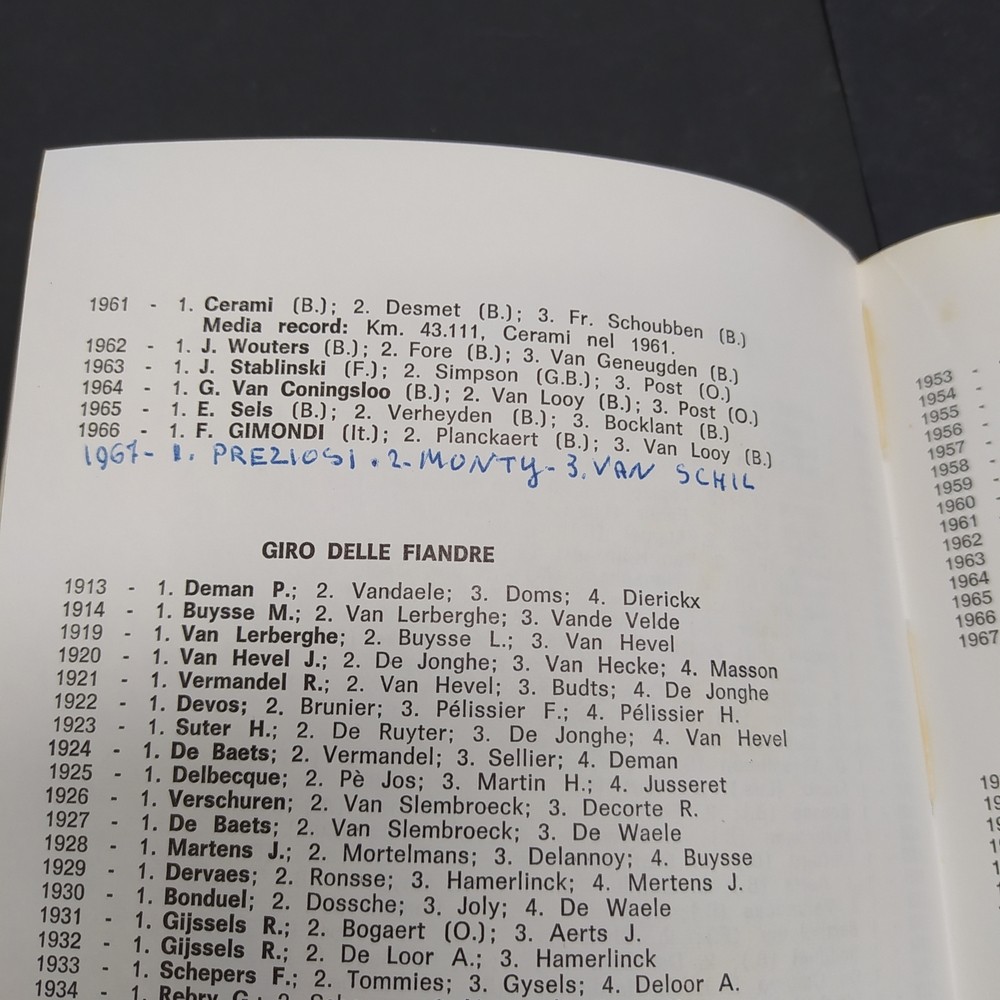 1961 - 1. Cerami (B.); 2. Desmet (B.); 3. Fr. Schoubben (B.)
Media record: Km. 43.111, Cerami nel 1961.
1962 - 1. J. Wouters (B.); 2. Fore (B.); 3. Van Geneugden (B.)
1963 - 1. J. Stablinski (F.); 2. Simpson (G.B.); 3. Post (O.)
1964 - 1. G. Van Coningsloo (B.); 2. Van Looy (B.); 3. Post (O.)
1965 - 1. E. Sels (B.); 2. Verheyden (B.); 3. Bocklant (B.)
1966 - 1. F. GIMONDI (It.); 2. Planckaert (B.); 3. Van Looy (B.)
1967- 1. PREZIOSI . 2- MONTY - 3. VAN SCHIL
GIRO DELLE FIANDRE
1913 - 1. Deman P.; 2. Vandaele; 3. Doms; 4. Dierickx
1914 - 1. Buysse M.; 2. Van Lerberghe; 3. Vande Velde
1919 - 1. Van Lerberghe; 2. Buysse L.; 3. Van Hevel
1920 - 1. Van Hevel J.; 2. De Jonghe; 3. Van Hecke; 4. Masson
1921 - 1. Vermandel R.; 2. Van Hevel; 3. Budts; 4. De Jonghe
1922 - 1. Devos; 2. Brunier; 3. Pélissier F.; 4. Pélissier H.
1923 - 1. Suter H.; 2. De Ruyter; 3. De Jonghe; 4. Van Hevel
1924 - 1. De Baets; 2. Vermandel; 3. Sellier; 4. Deman
1925 - 1. Delbecque; 2. Pè Jos; 3. Martin H.; 4. Jusseret
1926 - 1. Verschuren; 2. Van Slembroeck; 3. Decorte R.
1927 - 1. De Baets; 2. Van Slembroeck; 3. De Waele
1928 - 1. Martens J.; 2. Mortelmans; 3. Delannoy; 4. Buysse
1929 - 1. Dervaes; 2. Ronsse; 3. Hamerlinck; 4. Mertens J.
1930 - 1. Bonduel; 2. Dossche; 3. Joly; 4. De Waele
1931 - 1. Gijssels R.; 2. Bogaert (O.); 3. Aerts J.
1932 - 1. Gijssels R.; 2. De Loor A.; 3. Hamerlinck
1933 - 1. Schepers F.; 2. Tommies; 3. Gysels; 4. Deloor A.
1934 - 1. Rebry G.; 2.
1953 -
1954 -
1955 -
1956 -
1957 -
1958 -
1959 -
1960 -
1961 -
1962 -
1963
1964
1965
1966
1967